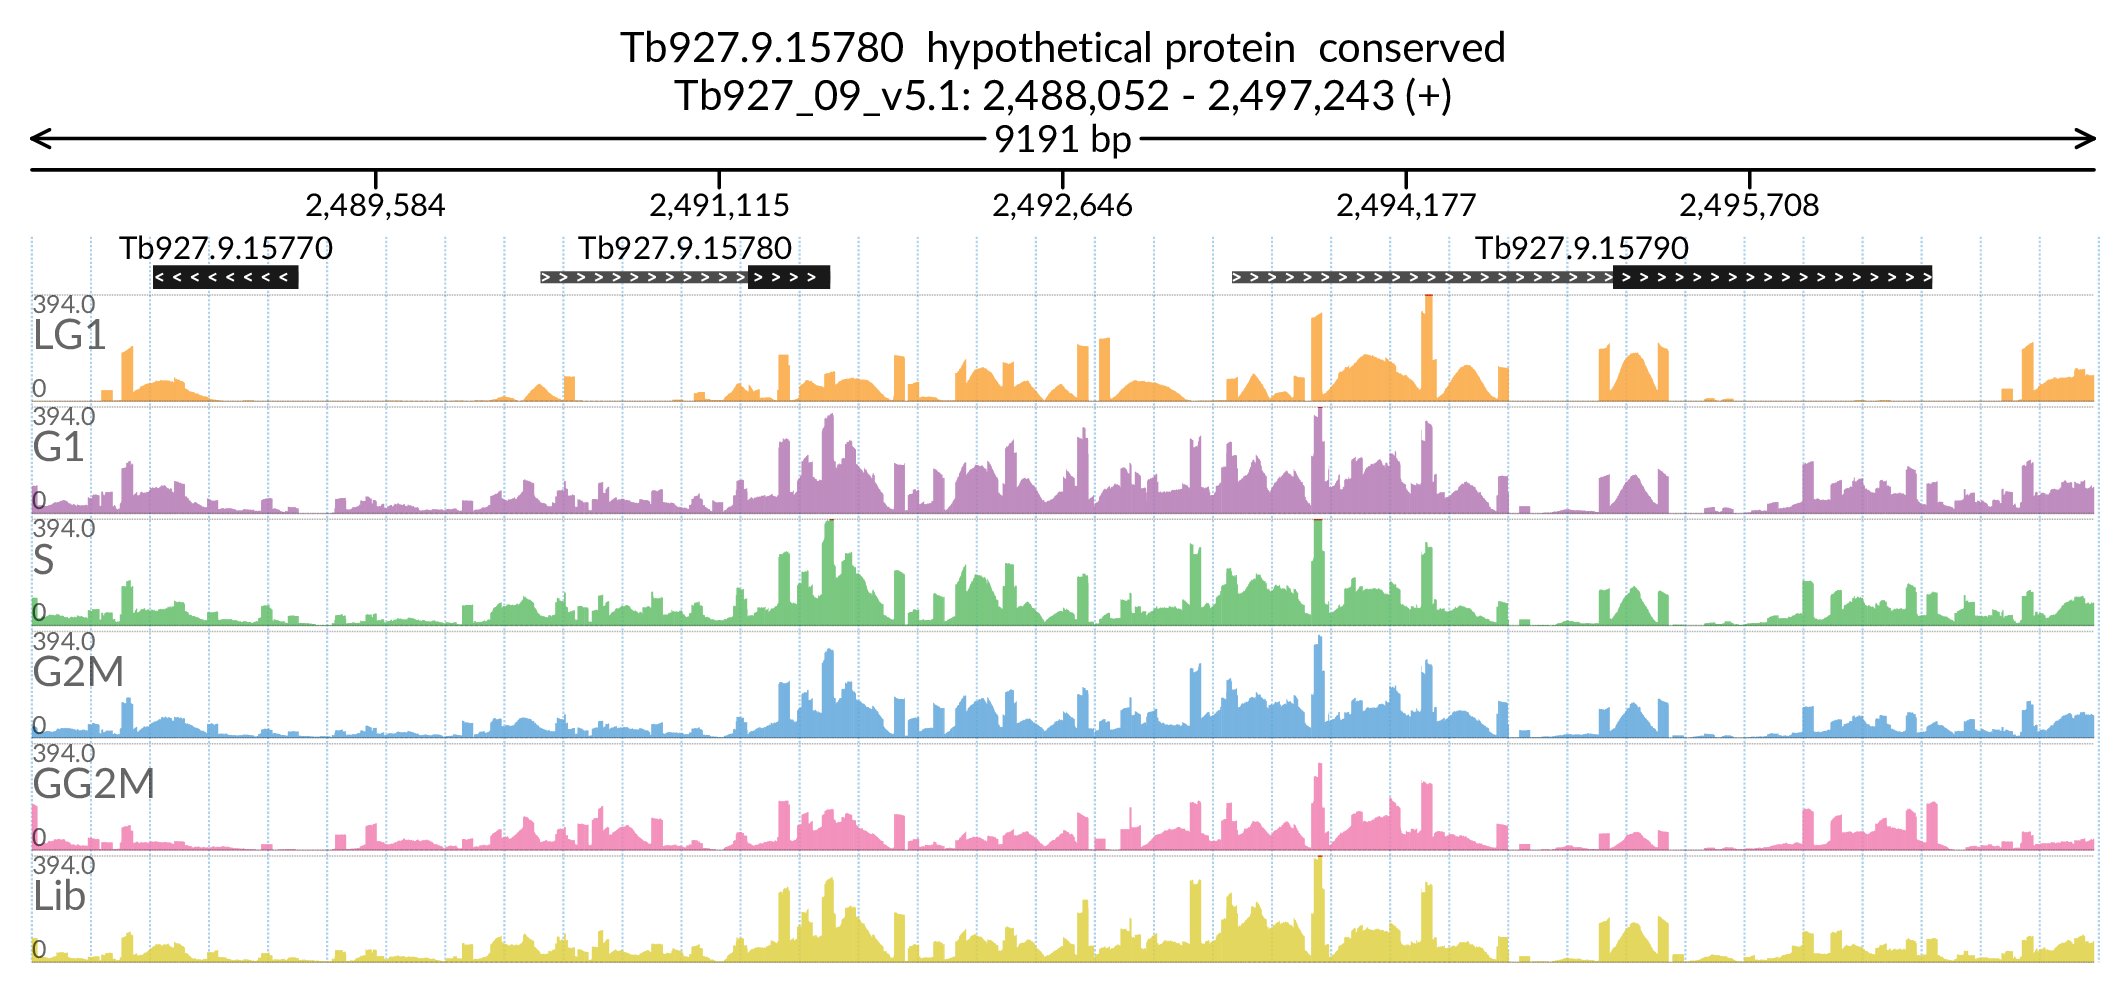 Tb927.9.15780 hypothetical protein conserved
Tb927_09_v5.1: 2,488,052 - 2,497,243 (+)
9191 bp
2,489,584 2,491,115 2,492,646 2,494,177 2,495,708
Tb927.9.15770 Tb927.9.15780 Tb927.9.15790
394.0
LG1
0
394.0
G1
0
394.0
S
0
394.0
G2M
0
394.0
GG2M
0
394.0
Lib
0